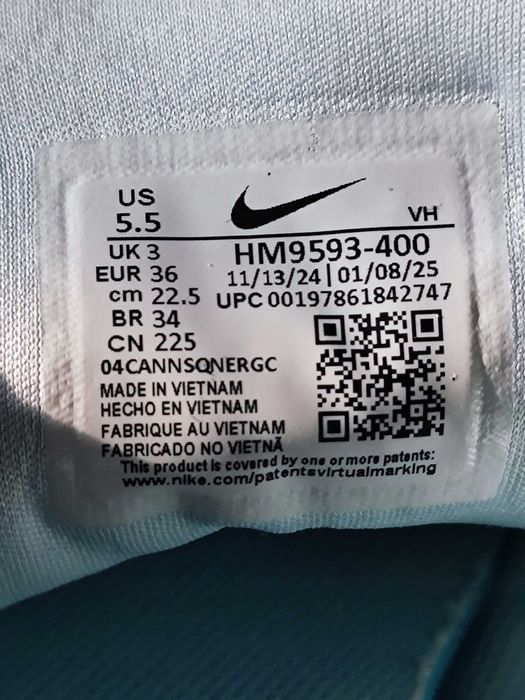 US
5.5
VH
UK 3
HM9593-400
EUR 36
11/13/24 | 01/08/25
cm 22.5
UPC 00197861842747
BR 34
CN 225
04CANNSQNERGC
MADE IN VIETNAM
HECHO EN VIETNAM
FABRIQUE AU VIETNAM
FABRICADO NO VIETNÃ
This product is covered by one or more patents:
www.nike.com/patentsvirtualmarking